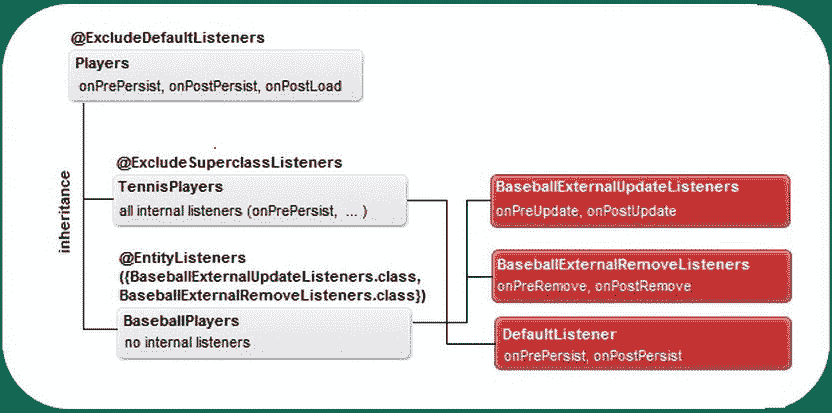 @ExcludeDefaultListeners
Players
onPrePersist, onPostPersist, onPostLoad
inheritance
@ExcludeSuperclassListeners
TennisPlayers
all internal listeners (onPrePersist, ... )
@EntityListeners
({BaseballExternalUpdateListeners.class,
BaseballExternalRemoveListeners.class})
BaseballPlayers
no internal listeners
BaseballExternalUpdateListeners
onPreUpdate, onPostUpdate
BaseballExternalRemoveListeners
onPreRemove, onPostRemove
DefaultListener
onPrePersist, onPostPersist